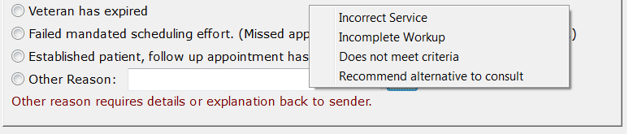 Veteran has expired
Incorrect Service
Failed mandated scheduling effort. (Missed app )
Incomplete Workup
Established patient, follow up appointment has
Does not meet criteria
Other Reason:
Recommend alternative to consult
Other reason requires details or explanation back to sender.